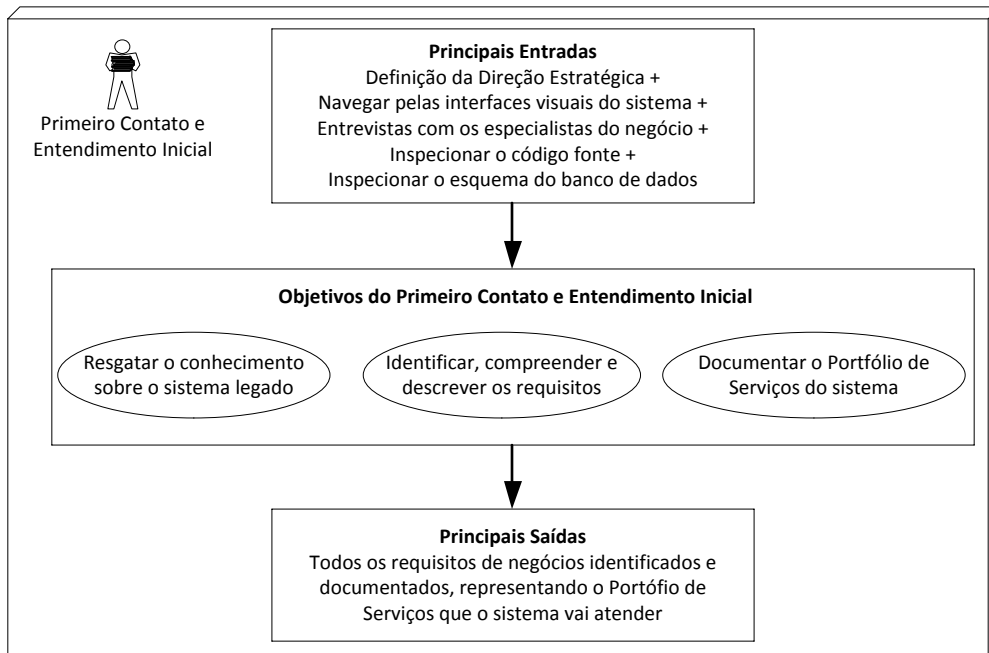 Primeiro Contato e
Entendimento Inicial
Principais Entradas
Definição da Direção Estratégica +
Navegar pelas interfaces visuais do sistema +
Entrevistas com os especialistas do negócio +
Inspecionar o código fonte +
Inspecionar o esquema do banco de dados
Objetivos do Primeiro Contato e Entendimento Inicial
Resgatar o conhecimento
sobre o sistema legado
Identificar, compreender e
descrever os requisitos
Documentar o Portfólio de
Serviços do sistema
Principais Saídas
Todos os requisitos de negócios identificados e
documentados, representando o Portófio de
Serviços que o sistema vai atender